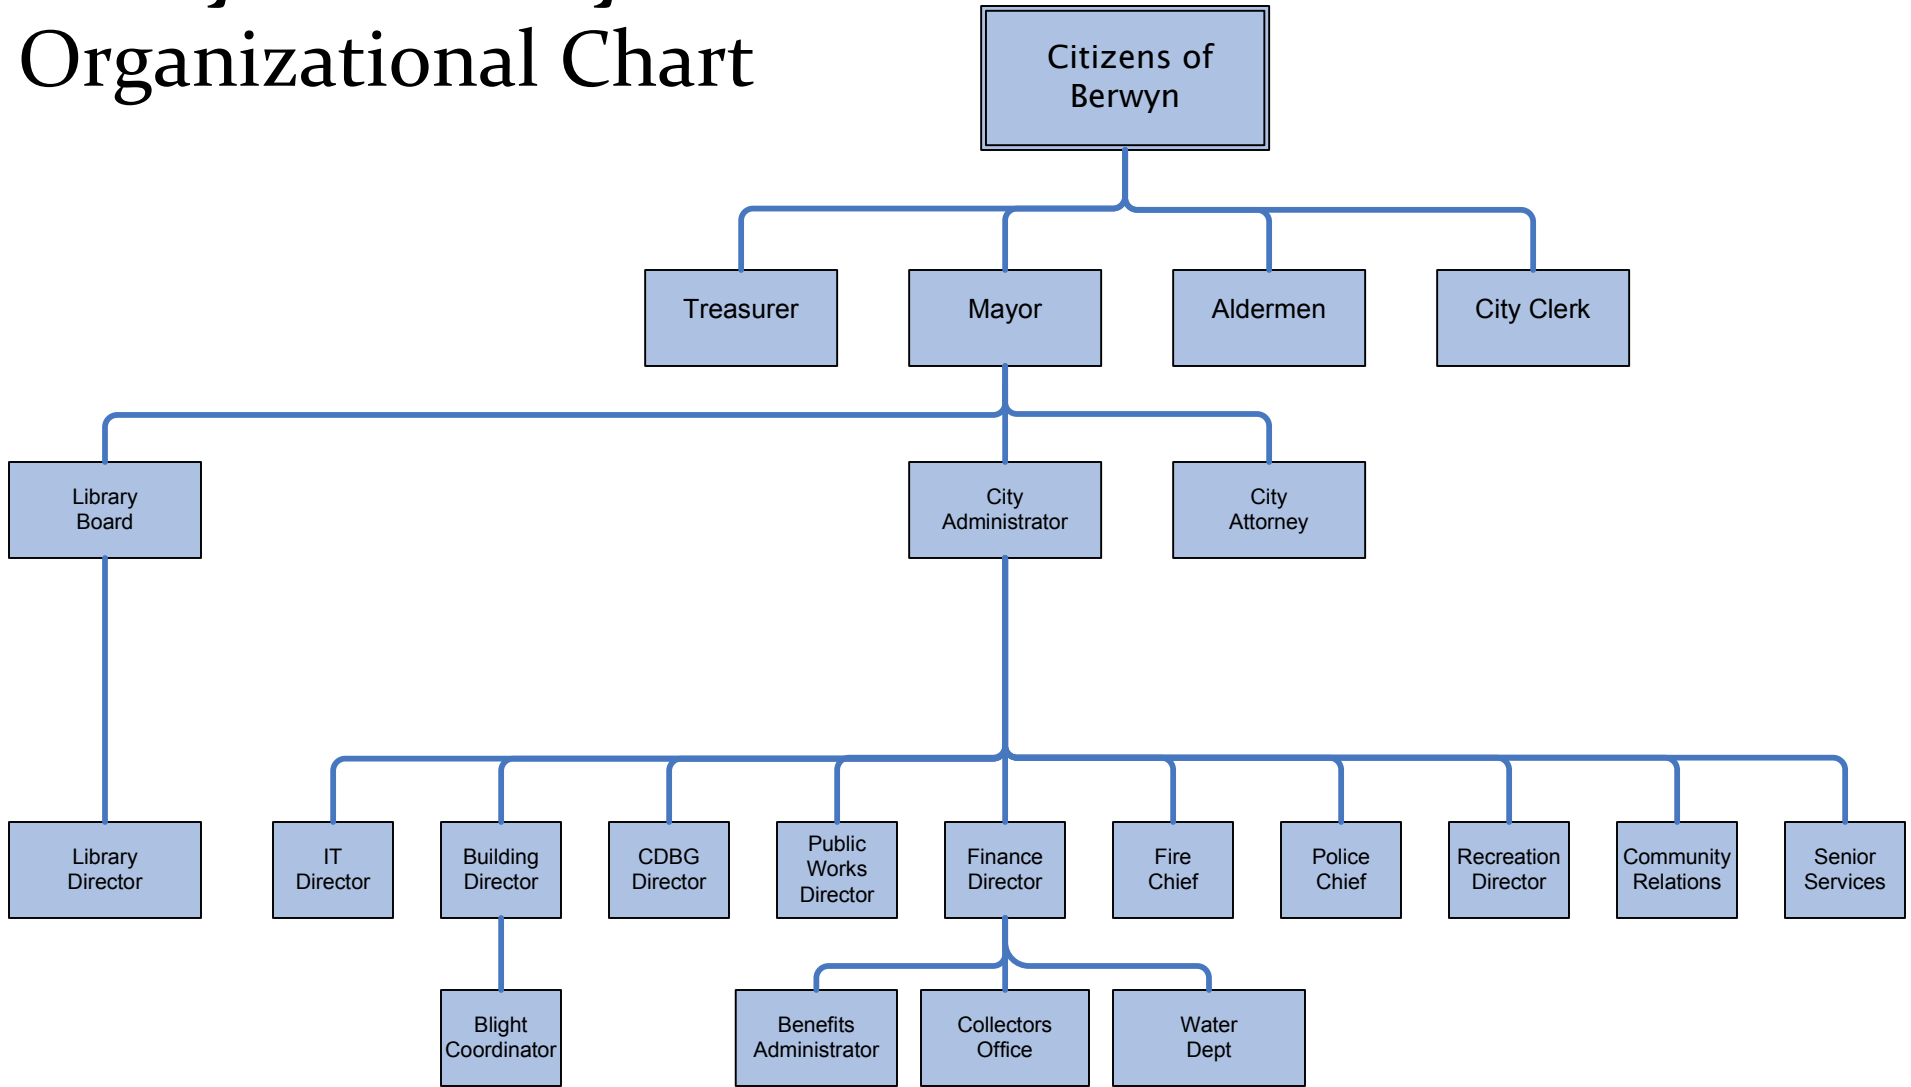 Organizational Chart
Citizens of
Berwyn
Treasurer
Mayor
Aldermen
City Clerk
Library
Board
City
Administrator
City
Attorney
Library
Director
IT
Director
Building
Director
CDBG
Director
Public
Works
Director
Finance
Director
Fire
Chief
Police
Chief
Recreation
Director
Community
Relations
Senior
Services
Blight
Coordinator
Benefits
Administrator
Collectors
Office
Water
Dept